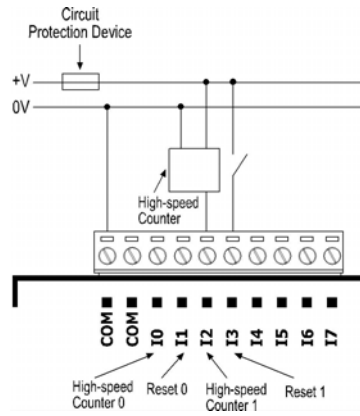 Circuit
Protection Device
+V
0V
High-speed
Counter
COM
COM
I0
I1
I2
I3
I4
I5
I6
I7
High-speed
Counter 0
Reset 0
High-speed
Counter 1
Reset 1